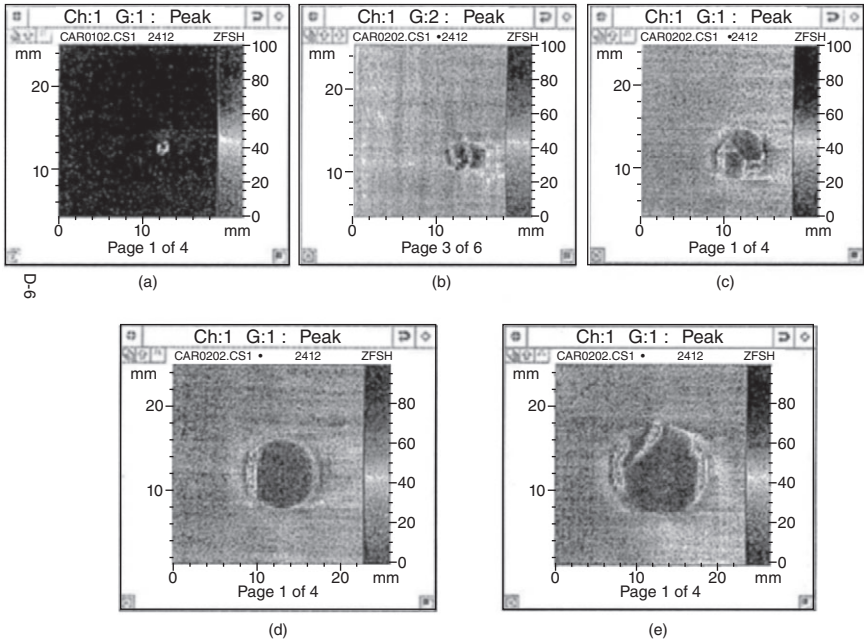 Ch:1 G:1 : Peak
CAR0102.CS1 2412 ZFSH
mm
100
80
60
40
20
0
20
10
0 10 mm
Page 1 of 4
(a)
Ch:1 G:2 : Peak
CAR0202.CS1 •2412 ZFSH
mm
100
80
60
40
20
0
20
10
0 10 mm
Page 3 of 6
(b)
Ch:1 G:1 : Peak
CAR0202.CS1 •2412 ZFSH
mm
100
80
60
40
20
0
20
10
0 10 mm
Page 1 of 4
(c)
D-6
Ch:1 G:1 : Peak
CAR0202.CS1 • 2412 ZFSH
mm
80
60
40
20
0
20
10
0 10 20 mm
Page 1 of 4
(d)
Ch:1 G:1 : Peak
CAR0202.CS1 • 2412 ZFSH
mm
80
60
40
20
0
20
10
0 10 20 mm
Page 1 of 4
(e)